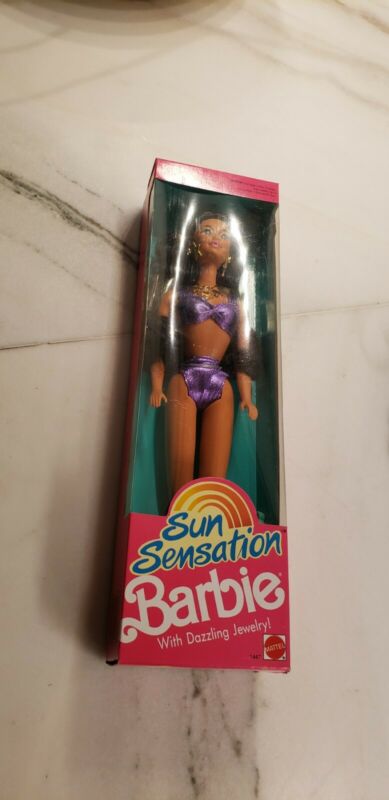 Sun
Sensation
Barbie
With Dazzling Jewelry!
MATTEL